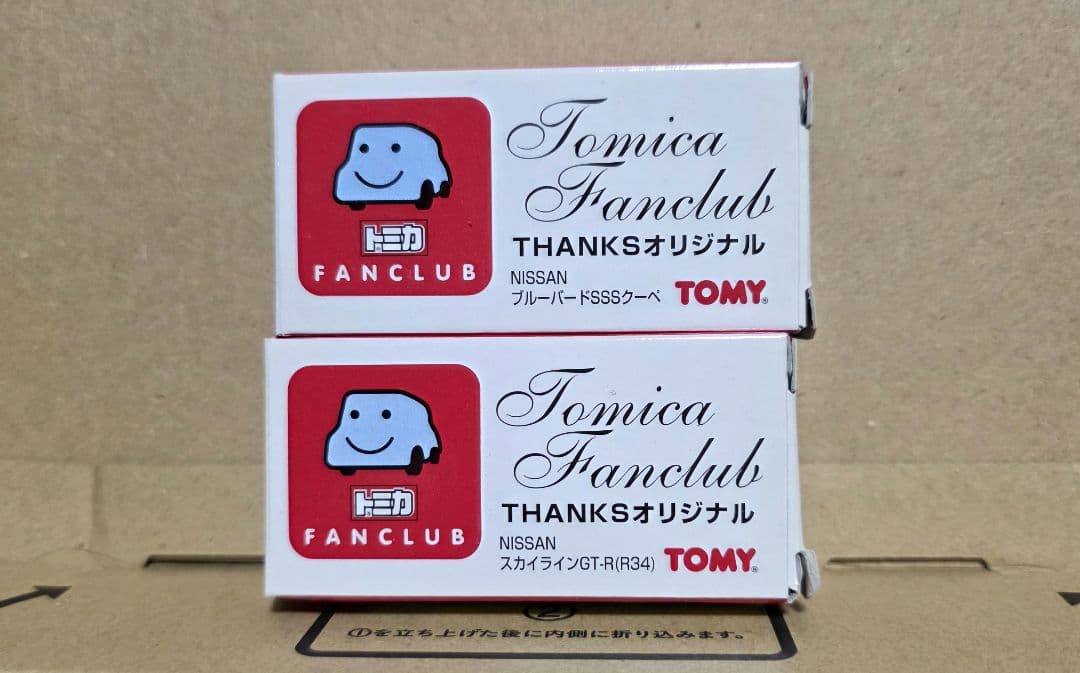 Tomica
Fanclub
THANKSオリジナル
NISSAN
ブルーバードSSSクーペ
TOMY
トミカ
FANCLUB
Tomica
Fanclub
THANKSオリジナル
NISSAN
スカイラインGT-R(R34)
TOMY
トミカ
FANCLUB
②
①を立ち上げた後に内側に折り込みます。